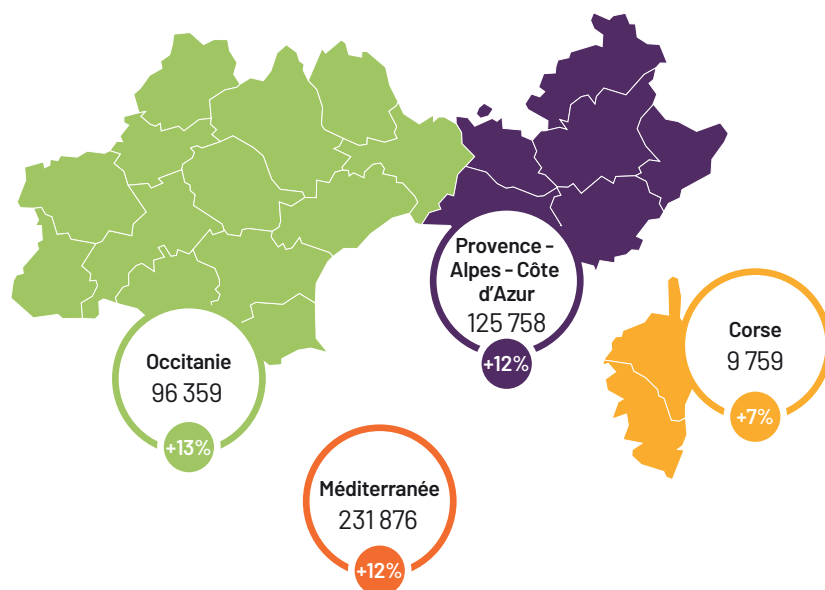 Provence -
Alpes - Côte
d'Azur
125 758
+12%
Corse
9 759
+7%
Occitanie
96 359
+13%
Méditerranée
231 876
+12%